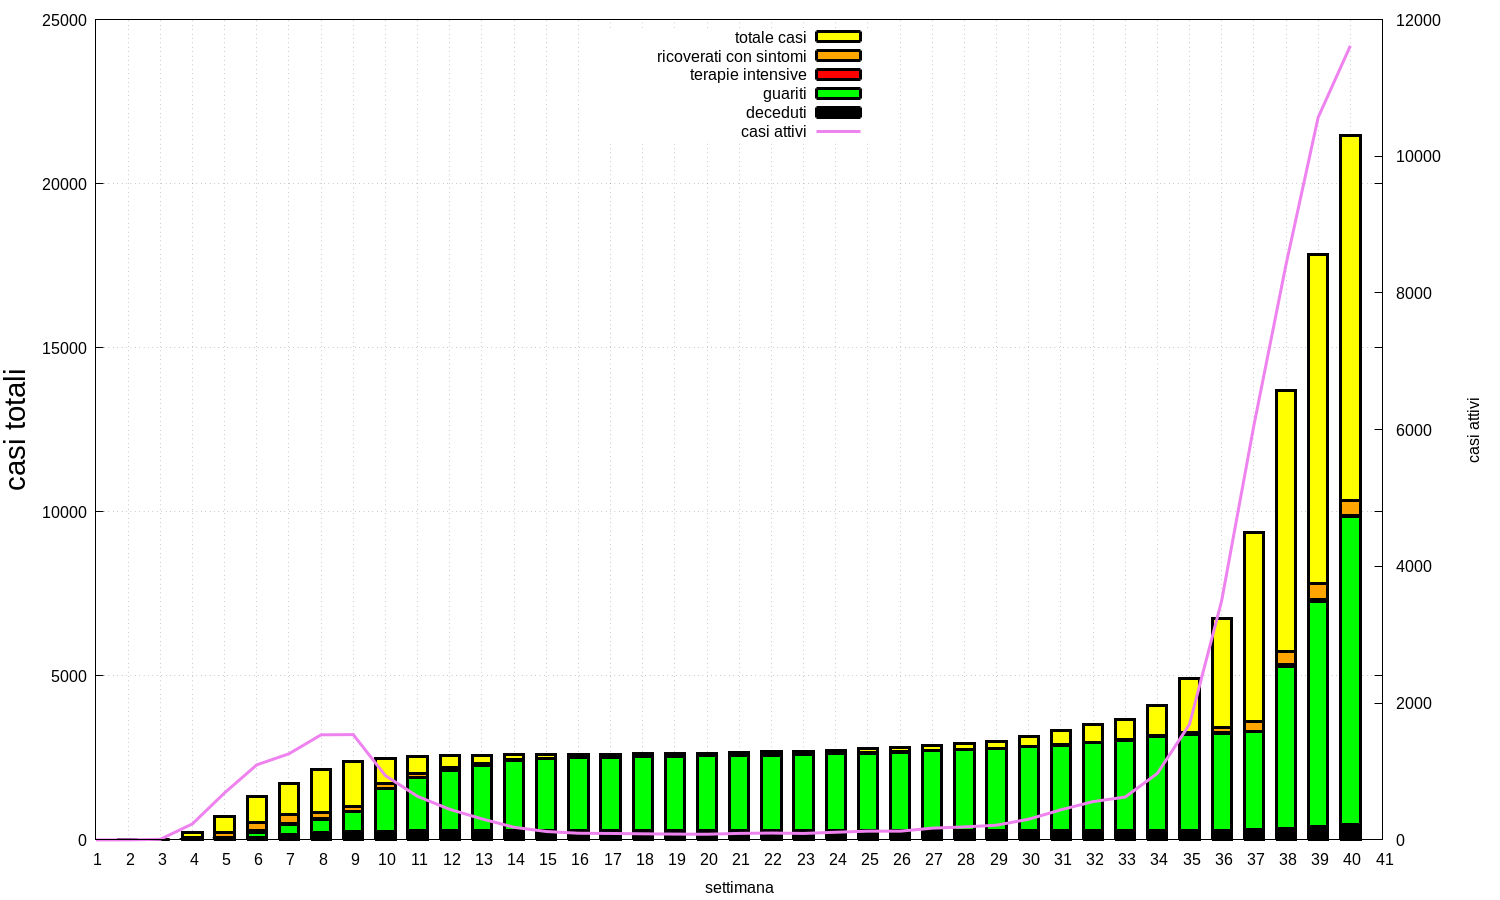 25000
20000
15000
10000
5000
0
casi totali
totale casi
ricoverati con sintomi
terapie intensive
guariti
deceduti
casi attivi
12000
10000
8000
6000
4000
2000
0
casi attivi
1 2 3 4 5 6 7 8 9 10 11 12 13 14 15 16 17 18 19 20 21 22 23 24 25 26 27 28 29 30 31 32 33 34 35 36 37 38 39 40 41
settimana